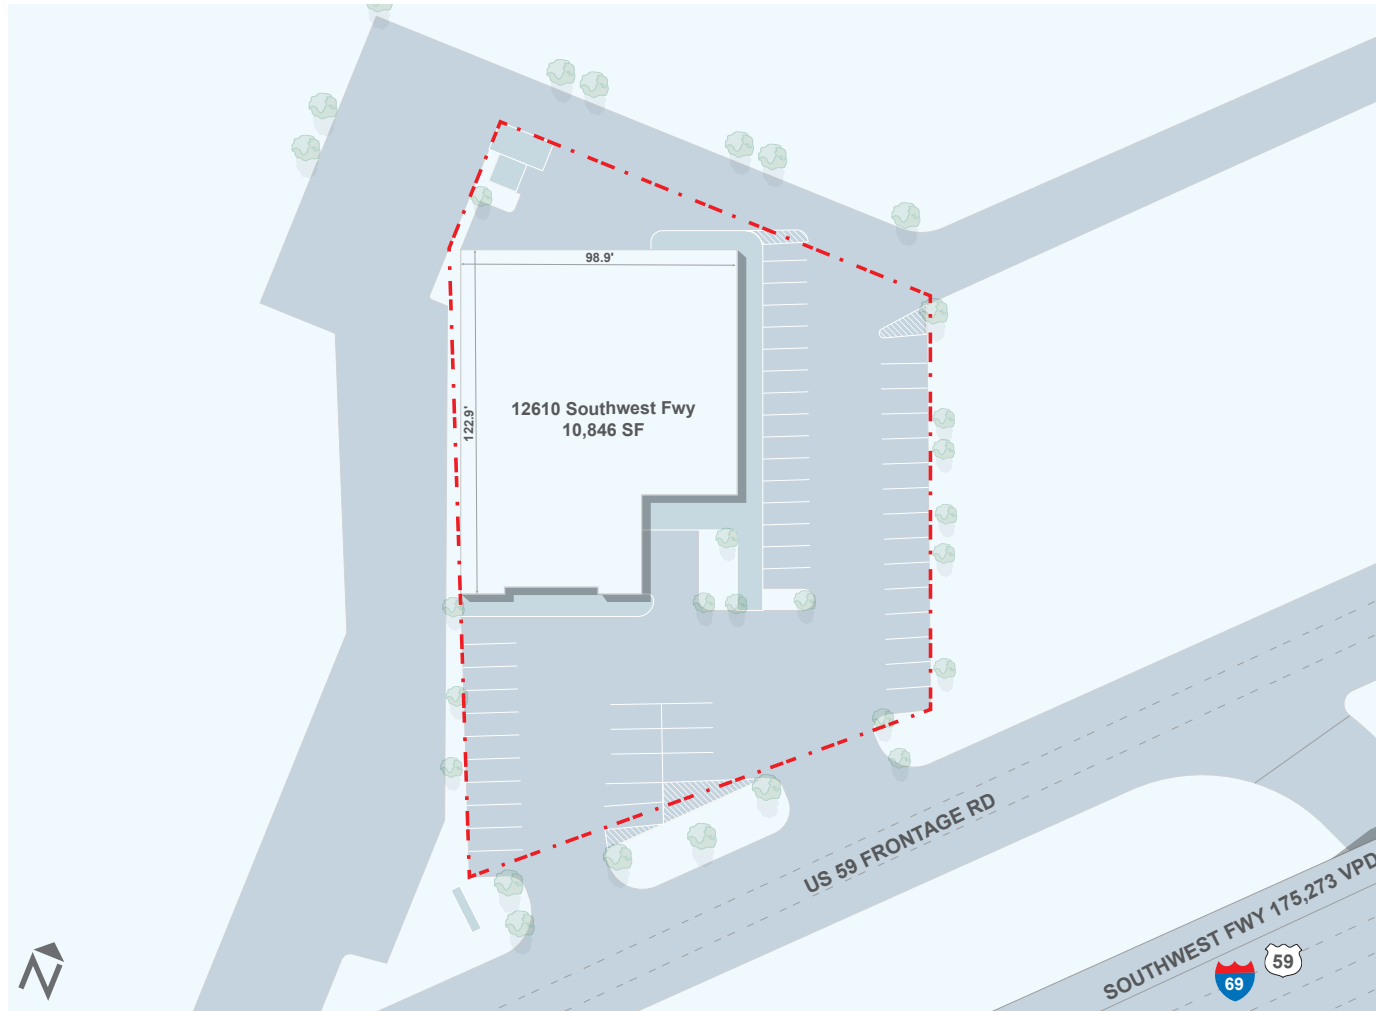 98.9'
122.9'
12610 Southwest Fwy
10,846 SF
US 59 FRONTAGE RD
SOUTHWEST FWY 175,273 VPD
69
59
N